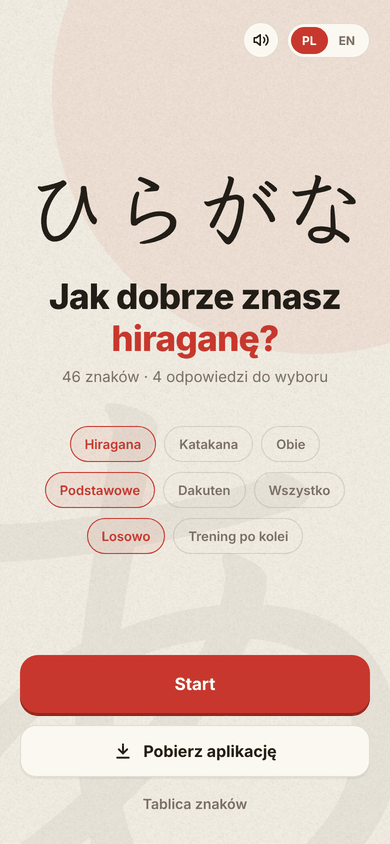 PL EN
ひらがな
Jak dobrze znasz
hiraganę?
46 znaków · 4 odpowiedzi do wyboru
Hiragana Katakana Obie
Podstawowe Dakuten Wszystko
Losowo Trening po kolei
Start
Pobierz aplikację
Tablica znaków